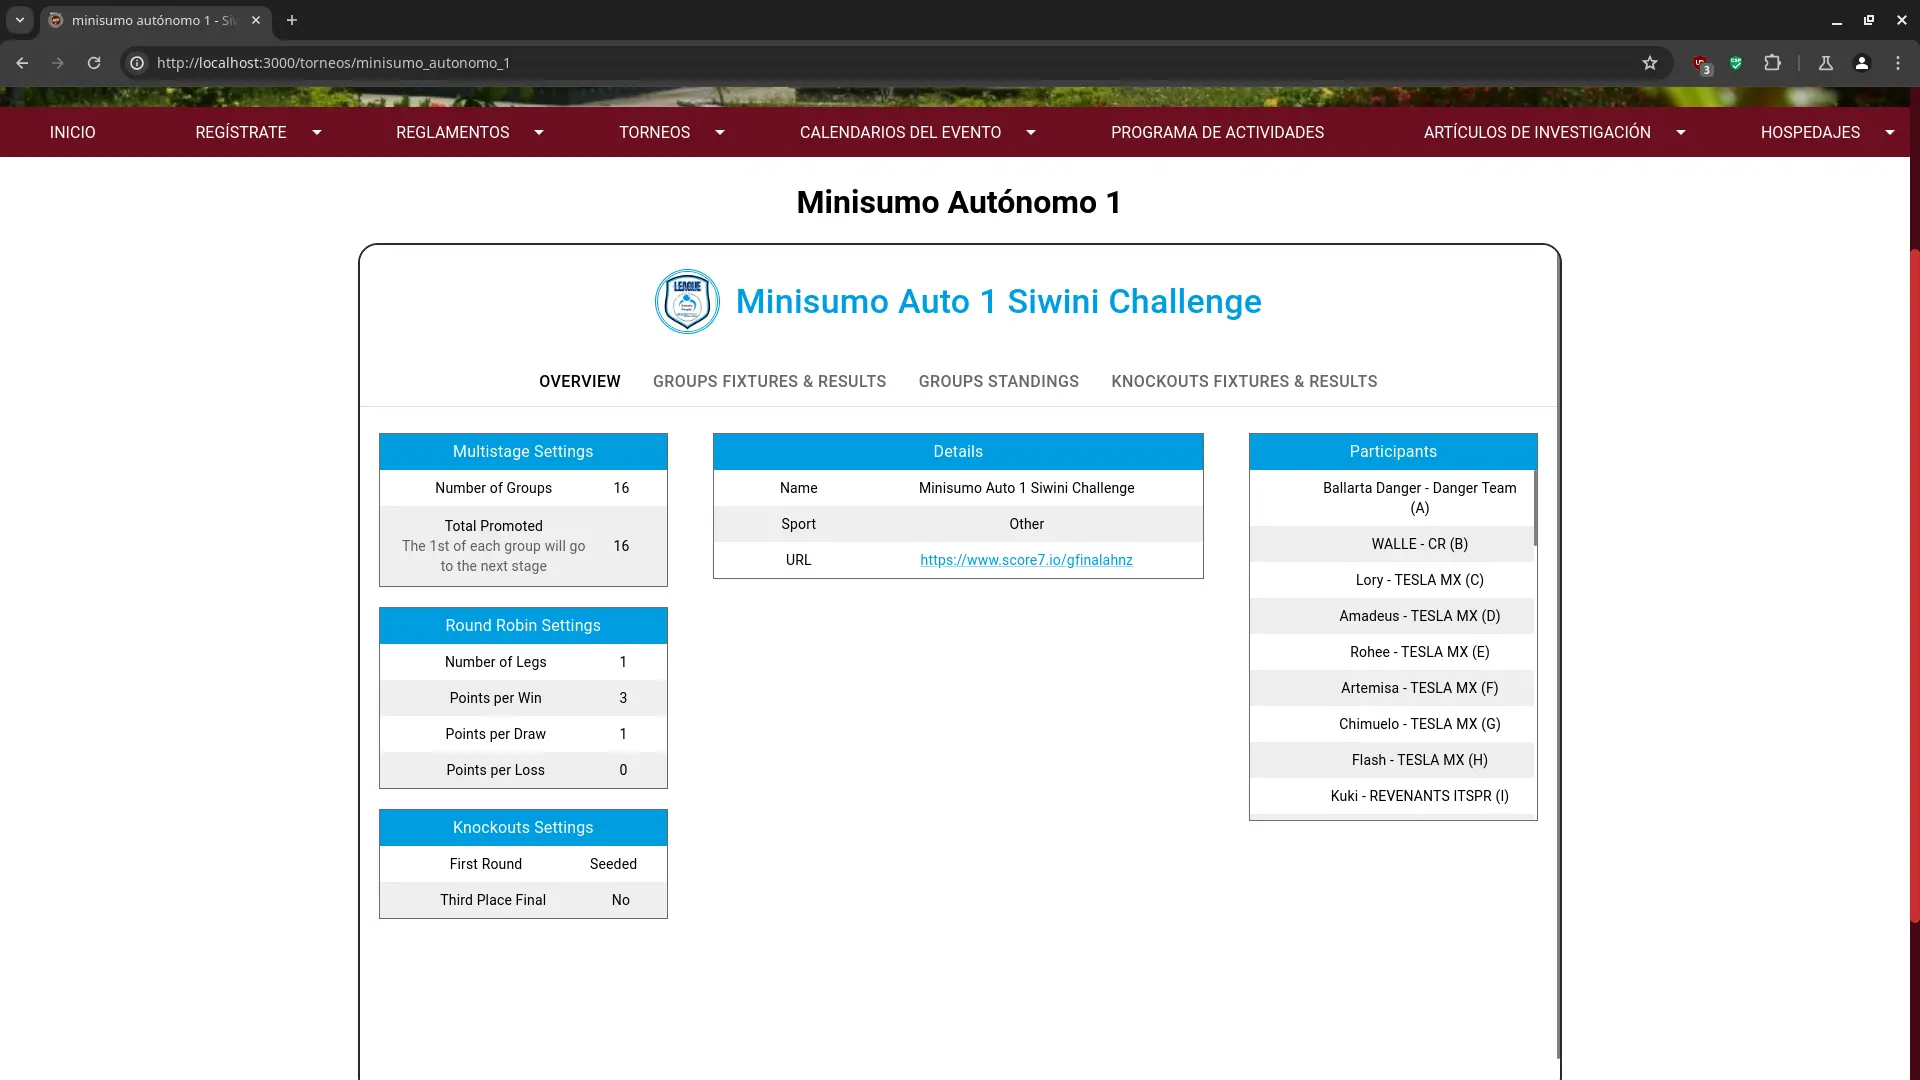 minisumo autónomo 1 - Siw
http://localhost:3000/torneos/minisumo_autonomo_1
3
INICIO REGÍSTRATE REGLAMENTOS TORNEOS CALENDARIOS DEL EVENTO PROGRAMA DE ACTIVIDADES ARTÍCULOS DE INVESTIGACIÓN HOSPEDAJES
Minisumo Autónomo 1
LEAGUE
Minisumo Auto 1 Siwini Challenge
OVERVIEW GROUPS FIXTURES & RESULTS GROUPS STANDINGS KNOCKOUTS FIXTURES & RESULTS
Multistage Settings
Number of Groups 16
Total Promoted
The 1st of each group will go
to the next stage
16
Round Robin Settings
Number of Legs 1
Points per Win 3
Points per Draw 1
Points per Loss 0
Knockouts Settings
First Round Seeded
Third Place Final No
Details
Name Minisumo Auto 1 Siwini Challenge
Sport Other
URL https://www.score7.io/gfinalahnz
Participants
Ballarta Danger - Danger Team
(A)
WALLE - CR (B)
Lory - TESLA MX (C)
Amadeus - TESLA MX (D)
Rohee - TESLA MX (E)
Artemisa - TESLA MX (F)
Chimuelo - TESLA MX (G)
Flash - TESLA MX (H)
Kuki - REVENANTS ITSPR (I)